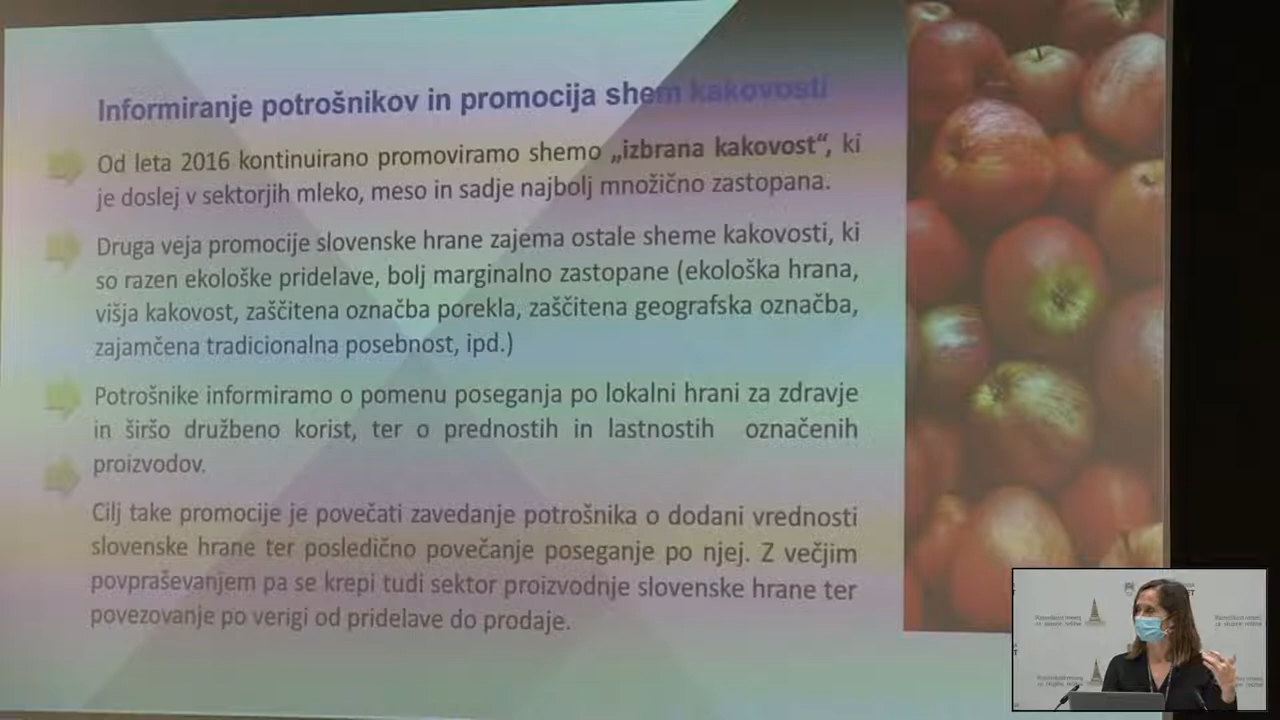 Informiranje potrošnikov in promocija shem kakovosti
Od leta 2016 kontinuirano promoviramo shemo „izbrana kakovost“, ki
je doslej v sektorjih mleko, meso in sadje najbolj množično zastopana.
Druga veja promocije slovenske hrane zajema ostale sheme kakovosti, ki
so razen ekološke pridelave, bolj marginalno zastopane (ekološka hrana,
višja kakovost, zaščitena označba porekla, zaščitena geografska označba,
zajamčena tradicionalna posebnost, ipd.)
Potrošnike informiramo o pomenu poseganja po lokalni hrani za zdravje
in širšo družbeno korist, ter o prednostih in lastnostih označenih
proizvodov.
Cilj take promocije je povečati zavedanje potrošnika o dodani vrednosti
slovenske hrane ter posledično povečanje poseganje po njej. Z večjim
povpraševanjem pa se krepi tudi sektor proizvodnje slovenske hrane ter
povezovanje po verigi od pridelave do prodaje.